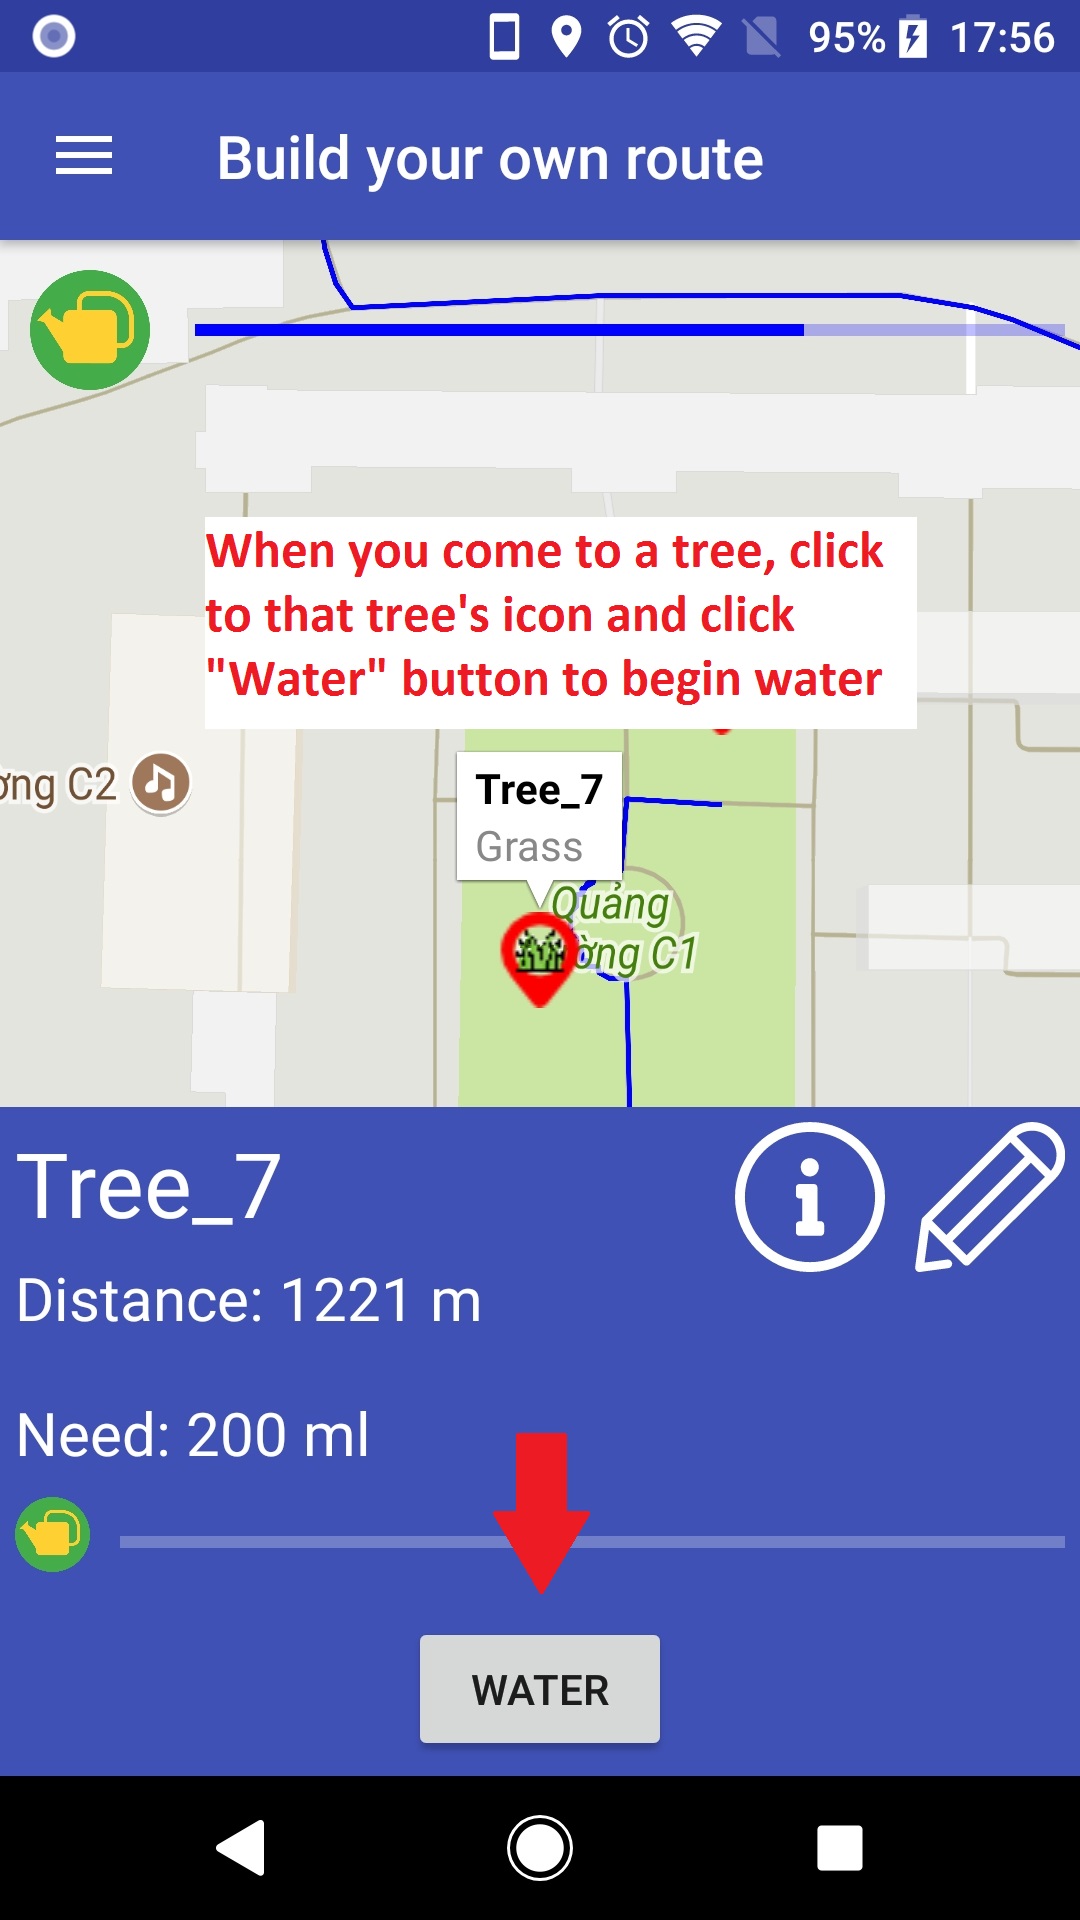 95% 17:56
Build your own route
When you come to a tree, click
to that tree's icon and click
"Water" button to begin water
ờng C2
Tree_7
Grass
Quảng
ờng C1
Tree_7
Distance: 1221 m
Need: 200 ml
WATER